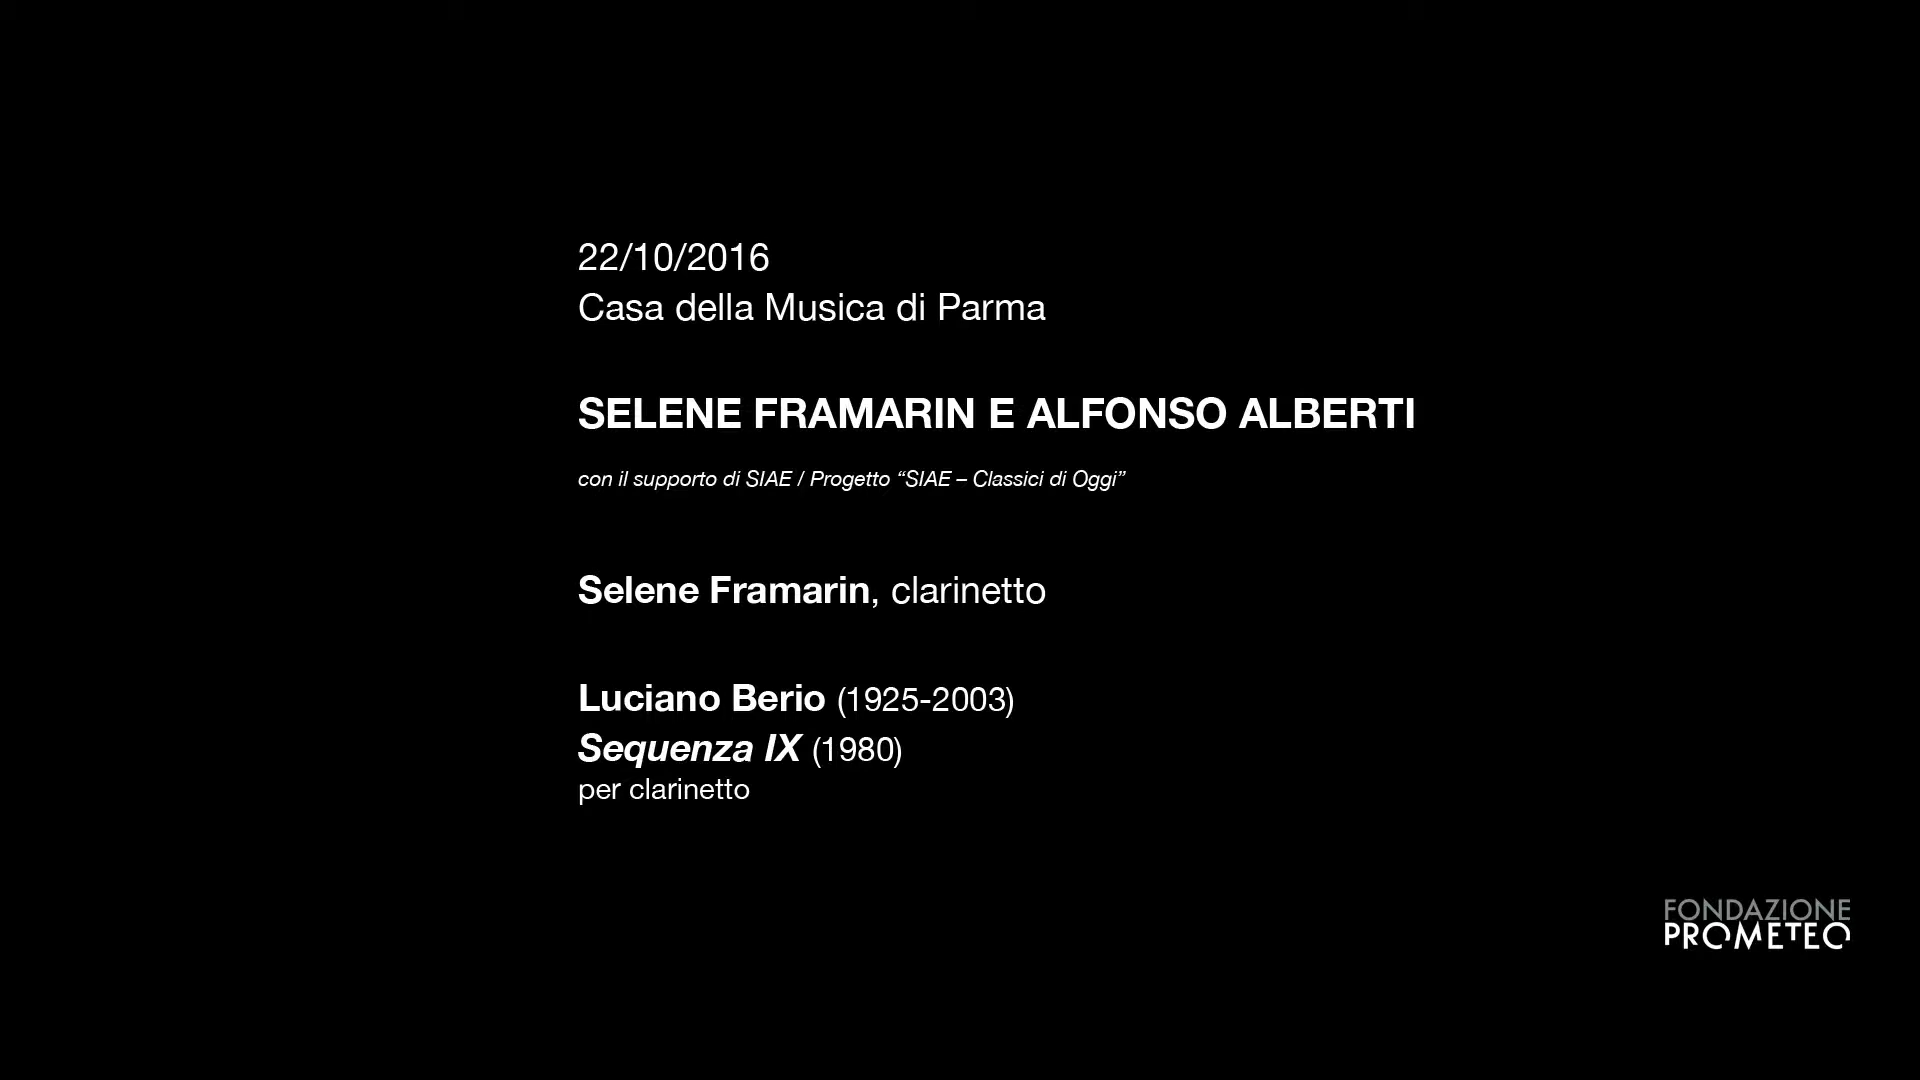 22/10/2016
Casa della Musica di Parma
SELENE FRAMARIN E ALFONSO ALBERTI
con il supporto di SIAE / Progetto “SIAE – Classici di Oggi”
Selene Framarin, clarinetto
Luciano Berio (1925-2003)
Sequenza IX (1980)
per clarinetto
FONDAZIONE
PROMETEO